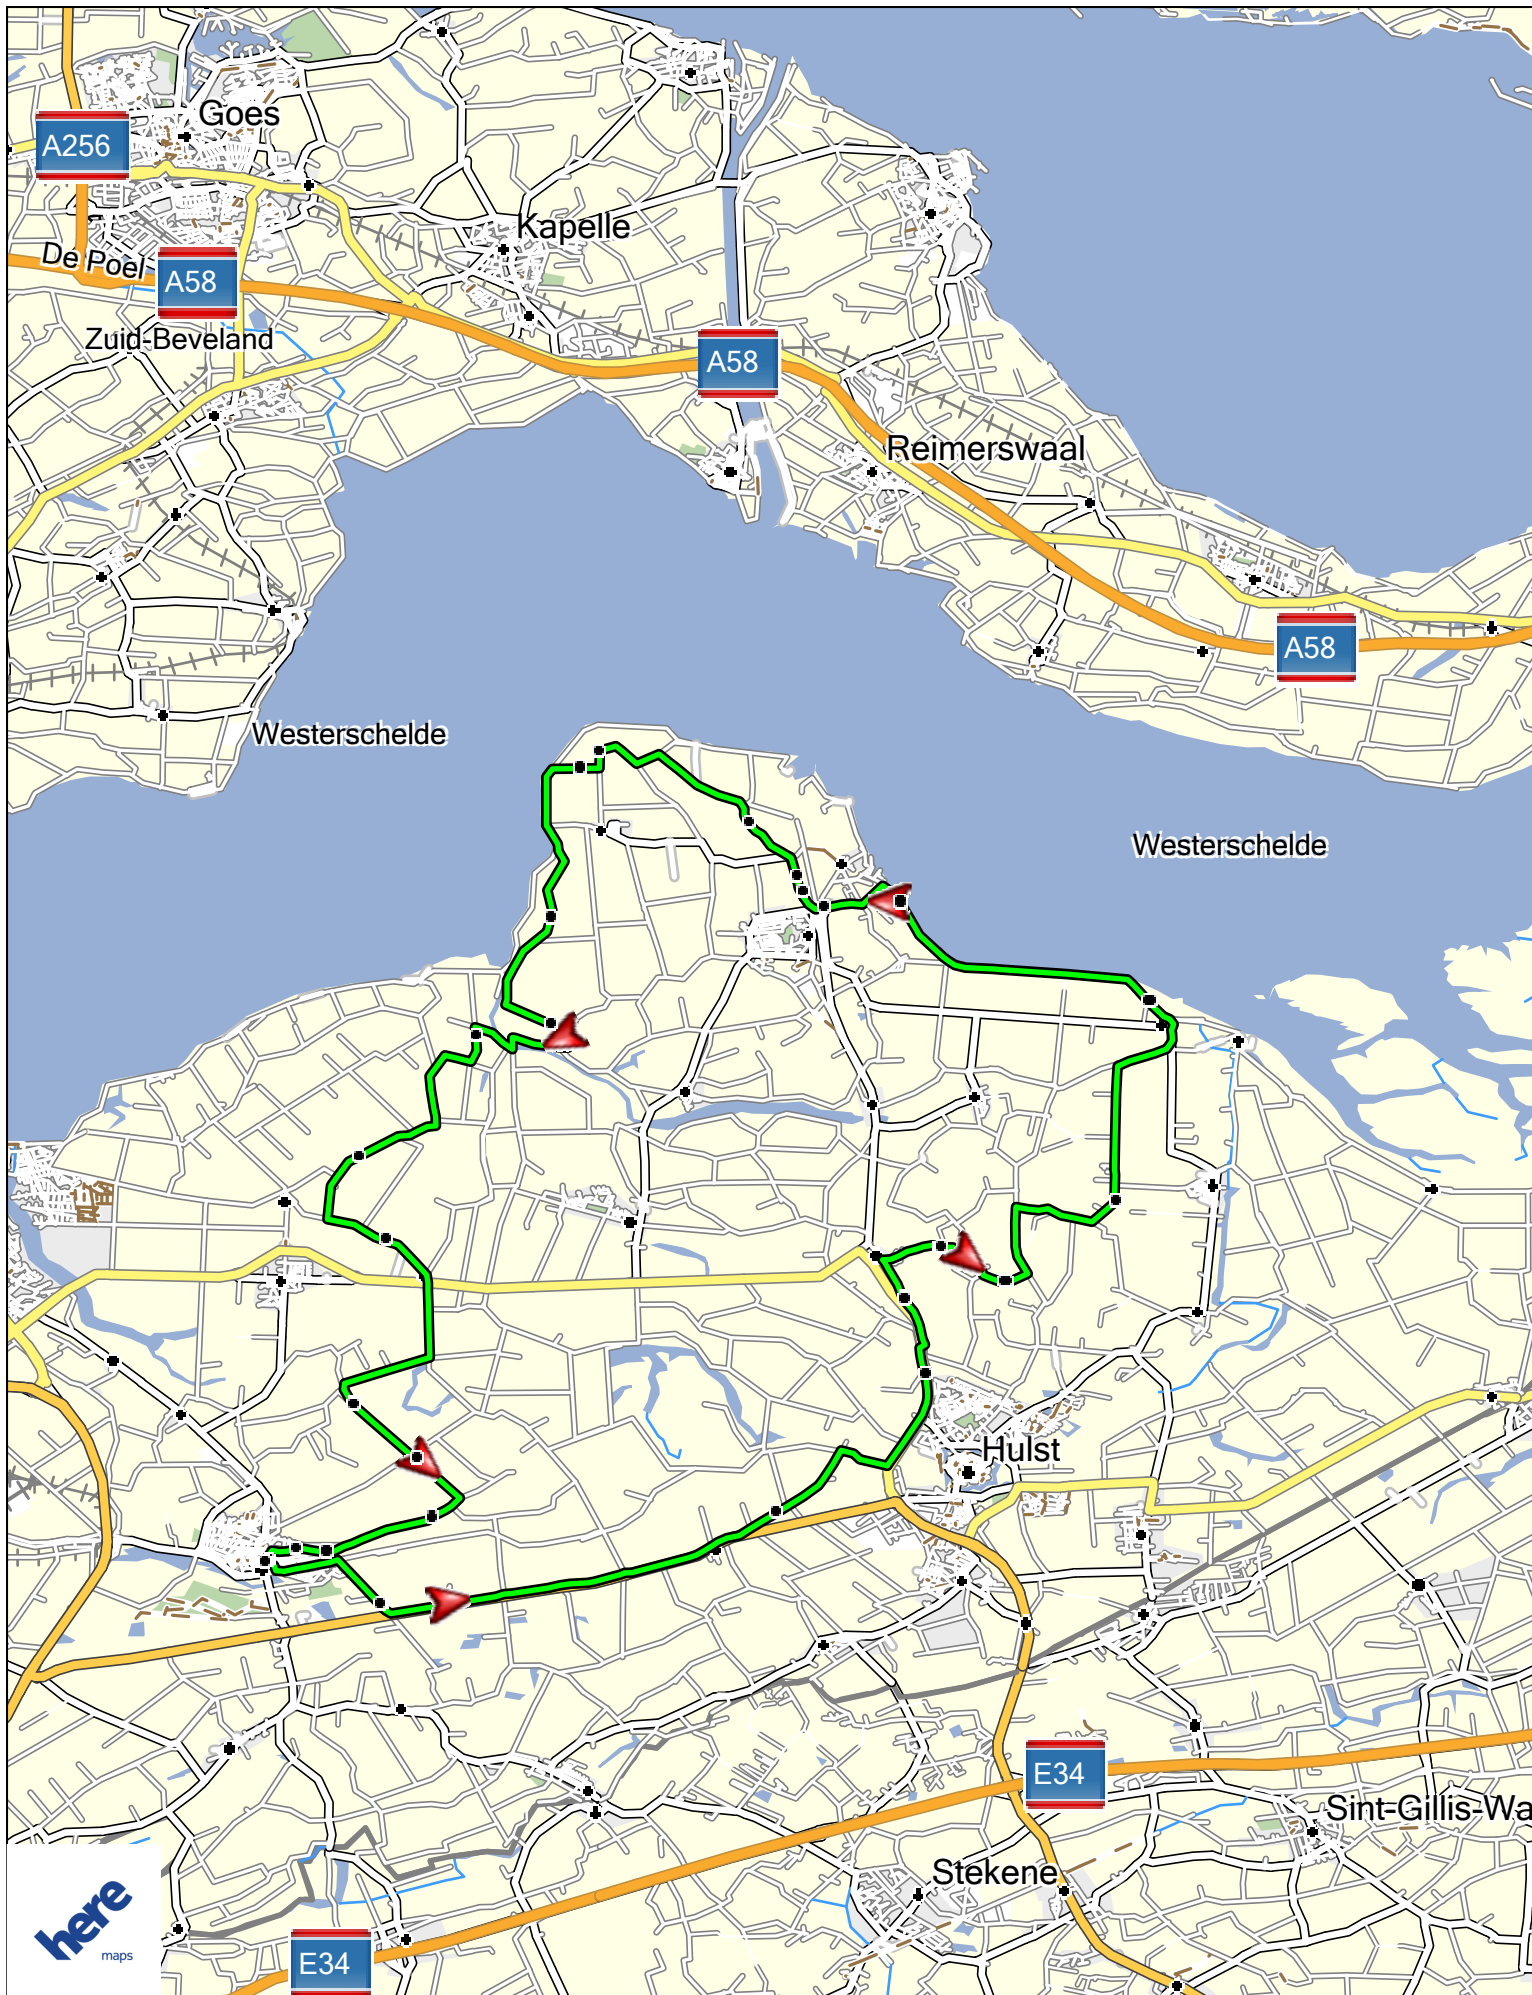 Goes
A256
Kapelle
De Poel
A58
Zuid-Beveland
A58
Reimerswaal
A58
Westerschelde
Westerschelde
Hulst
E34
Sint-Gillis-Wa
Stekene
here
maps
E34